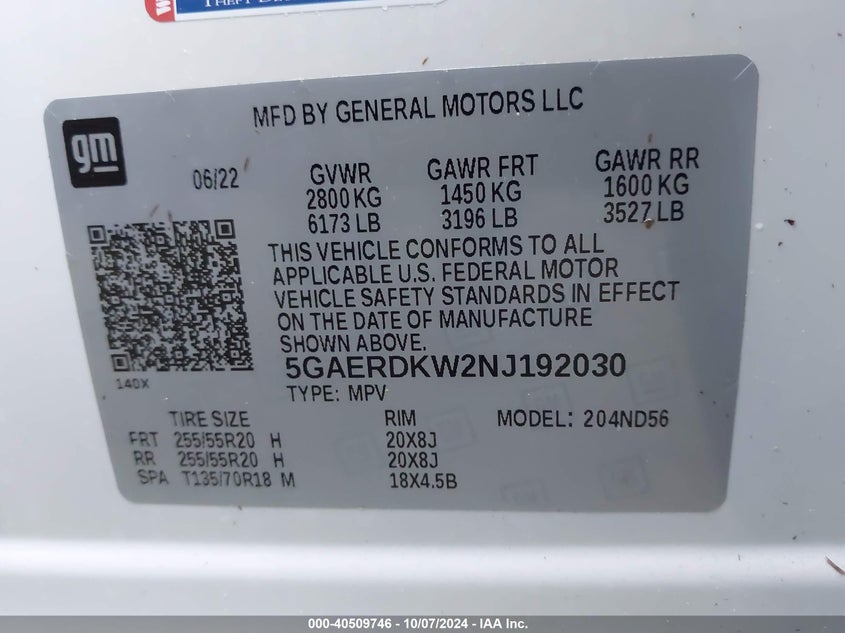 MFD BY GENERAL MOTORS LLC
gm
06/22
GVWR
2800 KG
6173 LB
GAWR FRT
1450 KG
3196 LB
GAWR RR
1600 KG
3527 LB
THIS VEHICLE CONFORMS TO ALL
APPLICABLE U.S. FEDERAL MOTOR
VEHICLE SAFETY STANDARDS IN EFFECT
ON THE DATE OF MANUFACTURE
SHOWN ABOVE.
5GAERDKW2NJ192030
140X
TYPE: MPV
TIRE SIZE RIM MODEL: 204ND56
FRT 255/55R20 H 20X8J
RR 255/55R20 H 20X8J
SPA T135/70R18 M 18X4.5B
000-40509746 - 10/07/2024 - IAA Inc.